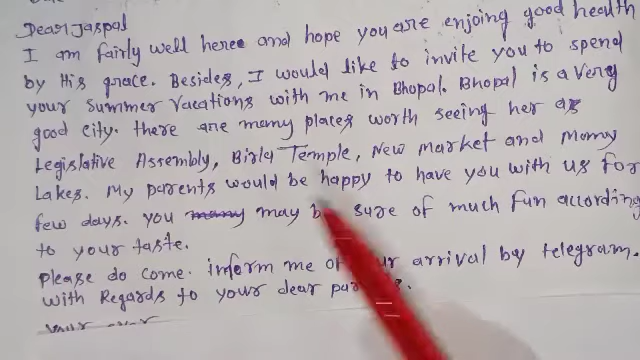 Dear Jaspal
I am fairly well here and hope you are enjoing good health
by His grace. Besides, I would like to invite you to spend
your Summer Vacations with me in Bhopal. Bhopal is a very
good city. there are many places worth seeing her as
Legislative Assembly, Birla Temple, New market and momy
Lakes. My parents would be happy to have you with us for
few days. you may be sure of much fun according
to your taste.
please do come. inform me of your arrival by telegram.
with Regards to your dear parents.